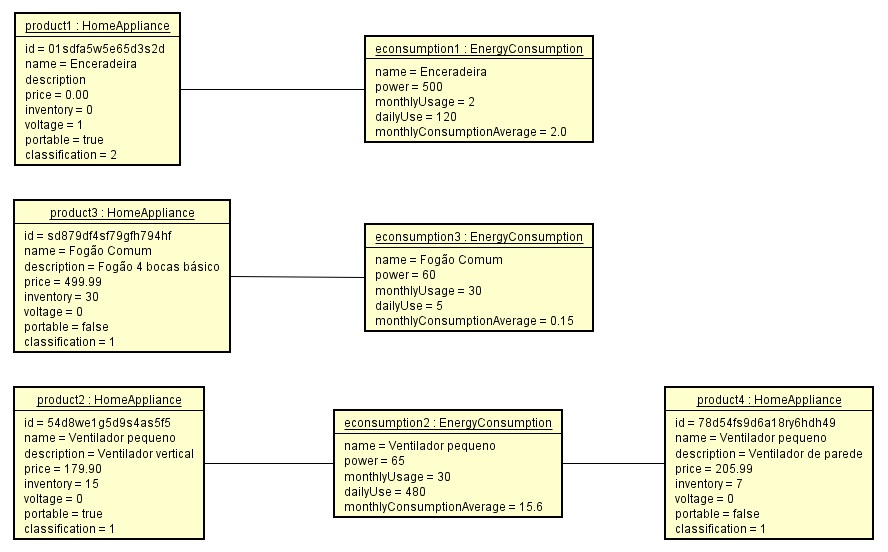 product1 : HomeAppliance
id = 01sdfa5w5e65d3s2d
name = Enceradeira
description
price = 0.00
inventory = 0
voltage = 1
portable = true
classification = 2
econsumption1 : EnergyConsumption
name = Enceradeira
power = 500
monthlyUsage = 2
dailyUse = 120
monthlyConsumptionAverage = 2.0
product3 : HomeAppliance
id = sd879df4sf79gfh794hf
name = Fogão Comum
description = Fogão 4 bocas básico
price = 499.99
inventory = 30
voltage = 0
portable = false
classification = 1
econsumption3 : EnergyConsumption
name = Fogão Comum
power = 60
monthlyUsage = 30
dailyUse = 5
monthlyConsumptionAverage = 0.15
product2 : HomeAppliance
id = 54d8we1g5d9s4as5f5
name = Ventilador pequeno
description = Ventilador vertical
price = 179.90
inventory = 15
voltage = 0
portable = true
classification = 1
econsumption2 : EnergyConsumption
name = Ventilador pequeno
power = 65
monthlyUsage = 30
dailyUse = 480
monthlyConsumptionAverage = 15.6
product4 : HomeAppliance
id = 78d54fs9d6a18ry6hdh49
name = Ventilador pequeno
description = Ventilador de parede
price = 205.99
inventory = 7
voltage = 0
portable = false
classification = 1